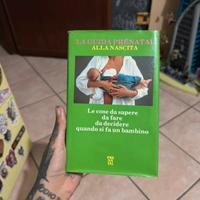 LA GUIDA PRENATAL
ALLA NASCITA
Le cose da sapere
da fare
da decidere
quando si fa un bambino